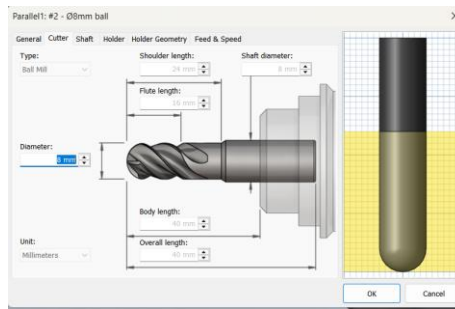 Parallel1: #2 - Ø8mm ball
X
General Cutter Shaft Holder Holder Geometry Feed & Speed
Type:
Ball Mill
Shoulder length:
24 mm
Shaft diameter:
8 mm
Flute length:
16 mm
Diameter:
8 mm
Body length:
40 mm
Unit:
Millimeters
Overall length:
40 mm
OK
Cancel